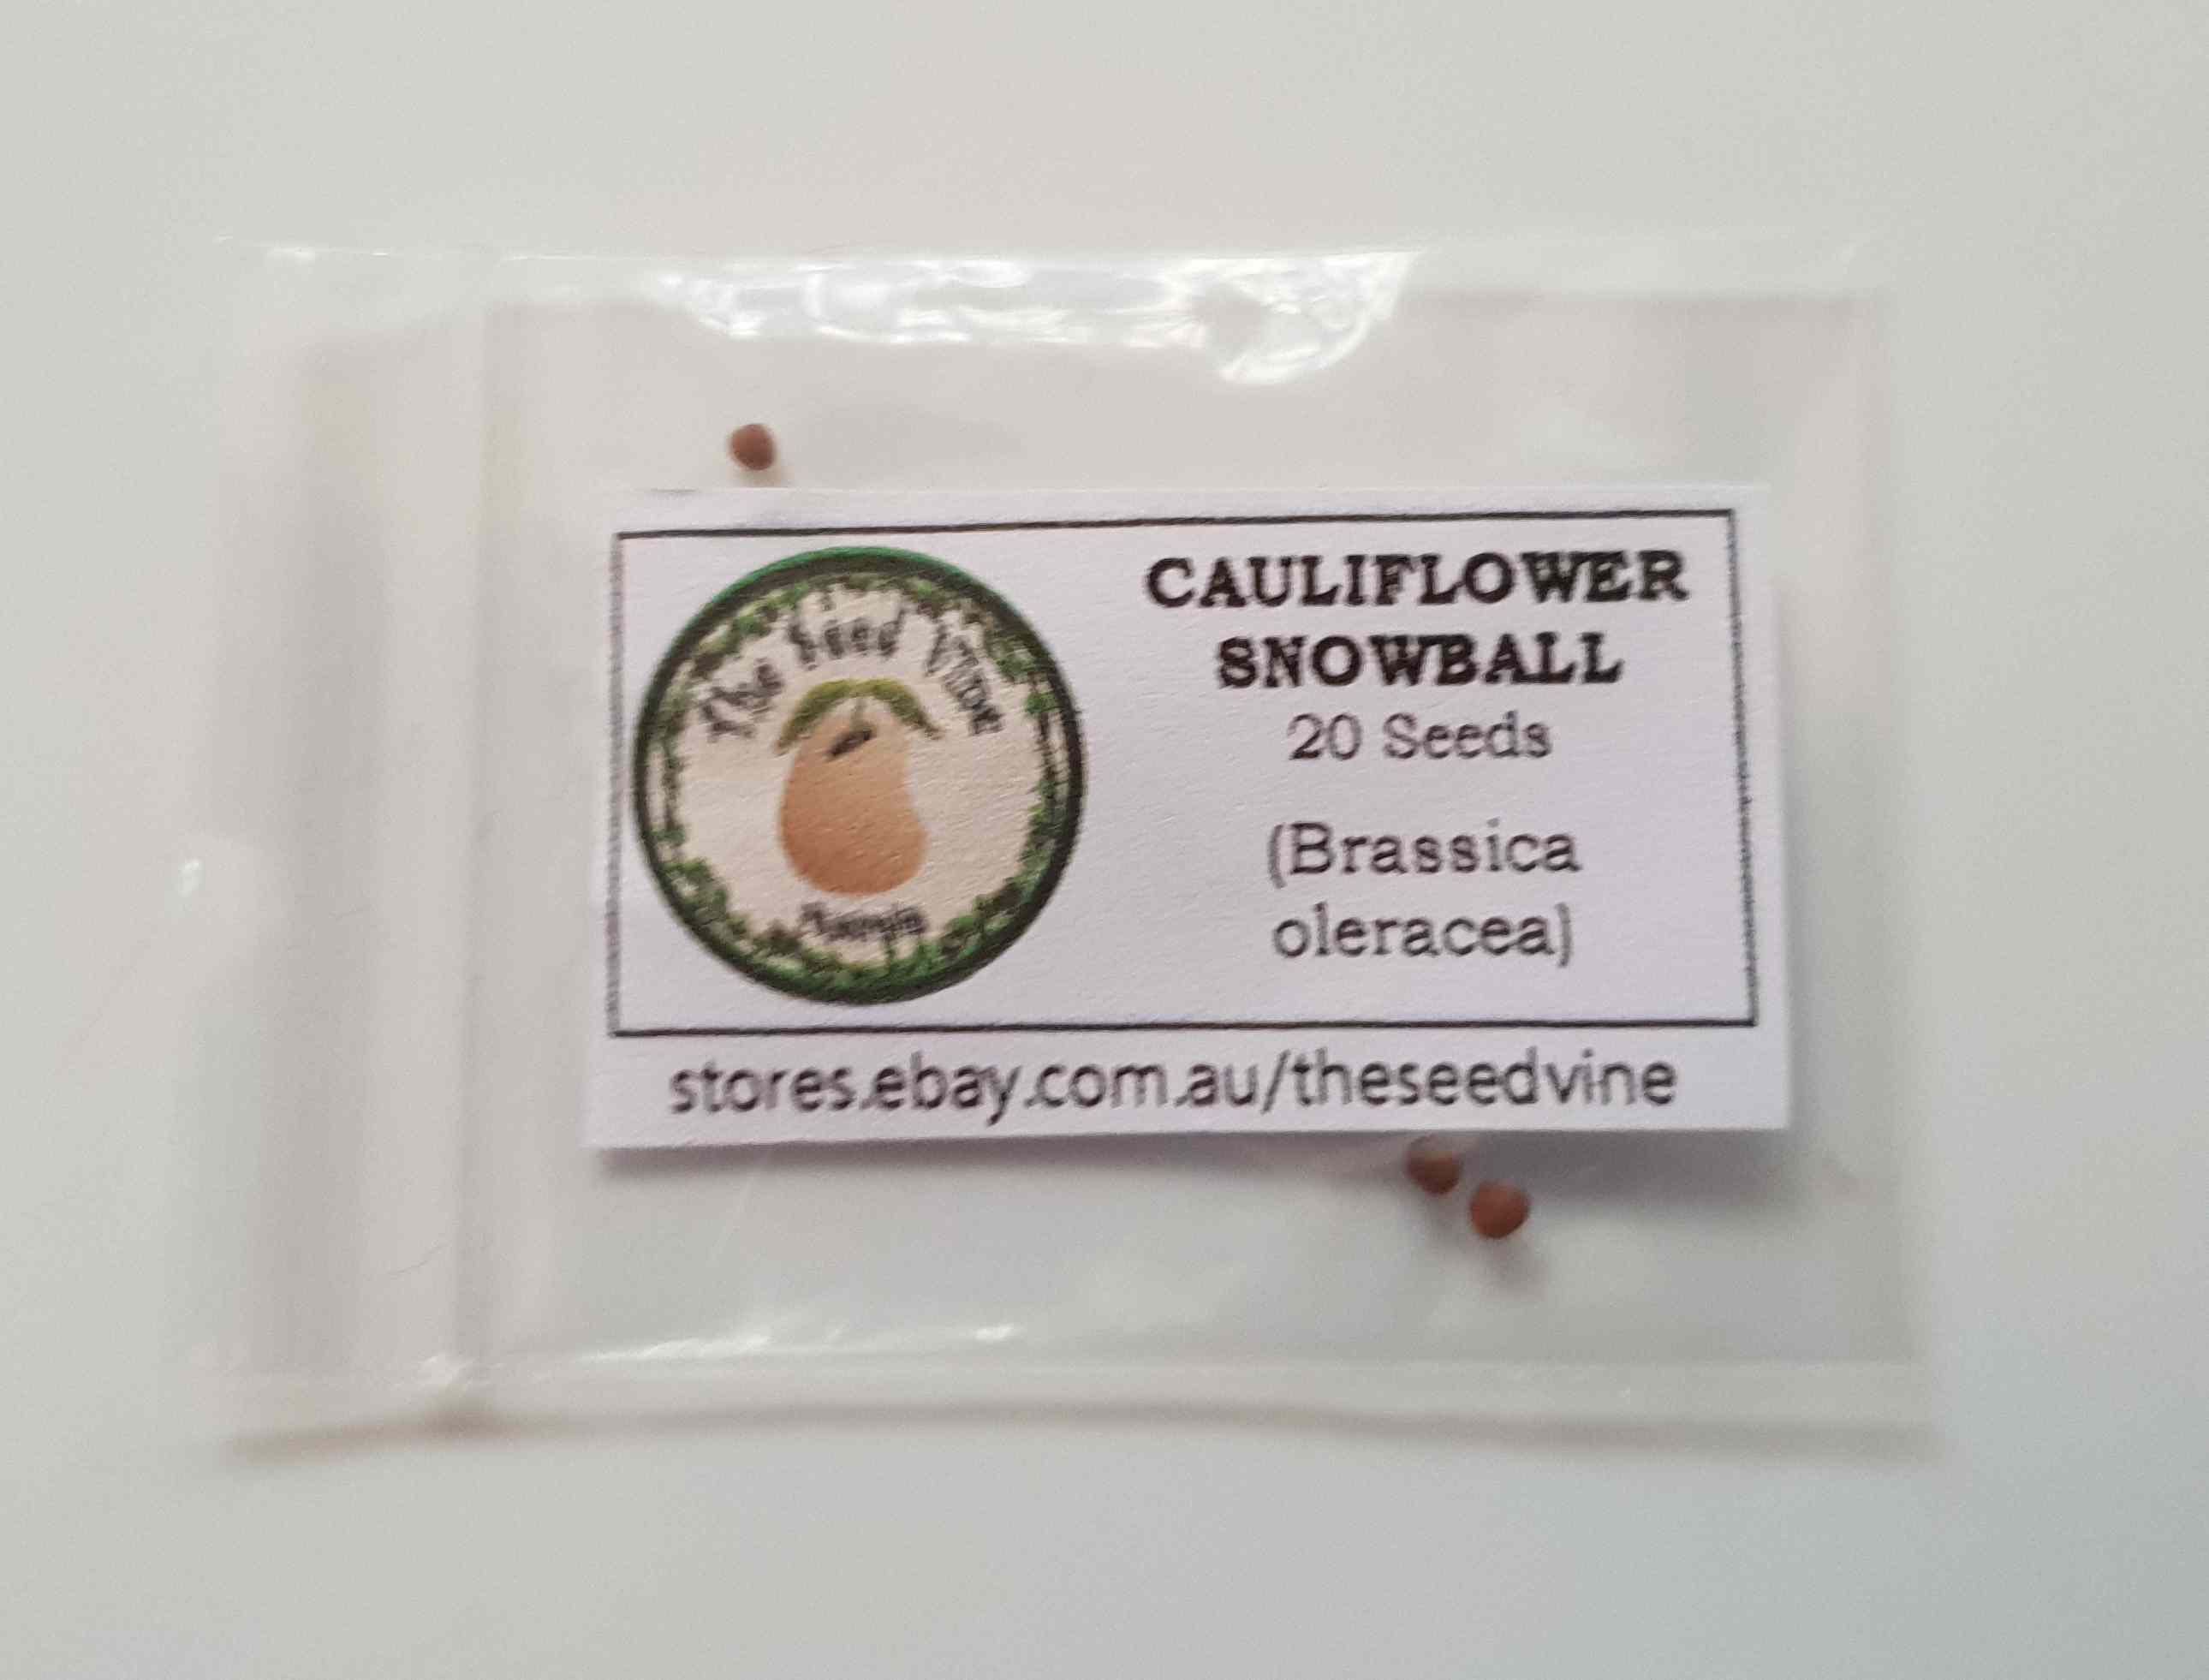 The Seed Vine
CAULIFLOWER
SNOWBALL
20 Seeds
(Brassica
oleracea)
stores.ebay.com.au/theseedvine